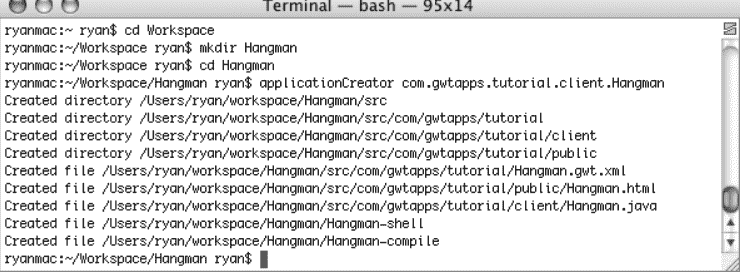 Terminal — bash — 95x14
ryanmac:~ ryan$ cd Workspace
ryanmac:~/Workspace ryan$ mkdir Hangman
ryanmac:~/Workspace ryan$ cd Hangman
ryanmac:~/Workspace/Hangman ryan$ applicationCreator com.gwtapps.tutorial.client.Hangman
Created directory /Users/ryan/workspace/Hangman/src
Created directory /Users/ryan/workspace/Hangman/src/com/gwtapps/tutorial
Created directory /Users/ryan/workspace/Hangman/src/com/gwtapps/tutorial/client
Created directory /Users/ryan/workspace/Hangman/src/com/gwtapps/tutorial/public
Created file /Users/ryan/workspace/Hangman/src/com/gwtapps/tutorial/Hangman.gwt.xml
Created file /Users/ryan/workspace/Hangman/src/com/gwtapps/tutorial/public/Hangman.html
Created file /Users/ryan/workspace/Hangman/src/com/gwtapps/tutorial/client/Hangman.java
Created file /Users/ryan/workspace/Hangman/Hangman-shell
Created file /Users/ryan/workspace/Hangman/Hangman-compile
ryanmac:~/Workspace/Hangman ryan$